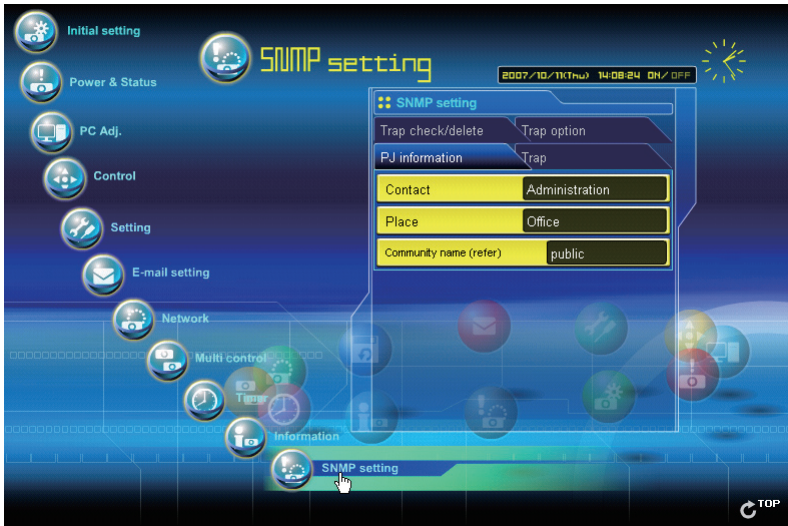 Initial setting
Power & Status
PC Adj.
Control
Setting
E-mail setting
Network
Multi control
Timer
Information
SNMP setting
SNMP setting
2007/10/11(Thu) 14:08:24 ON/OFF
SNMP setting
Trap check/delete Trap option
PJ information Trap
Contact Administration
Place Office
Community name (refer) public
TOP